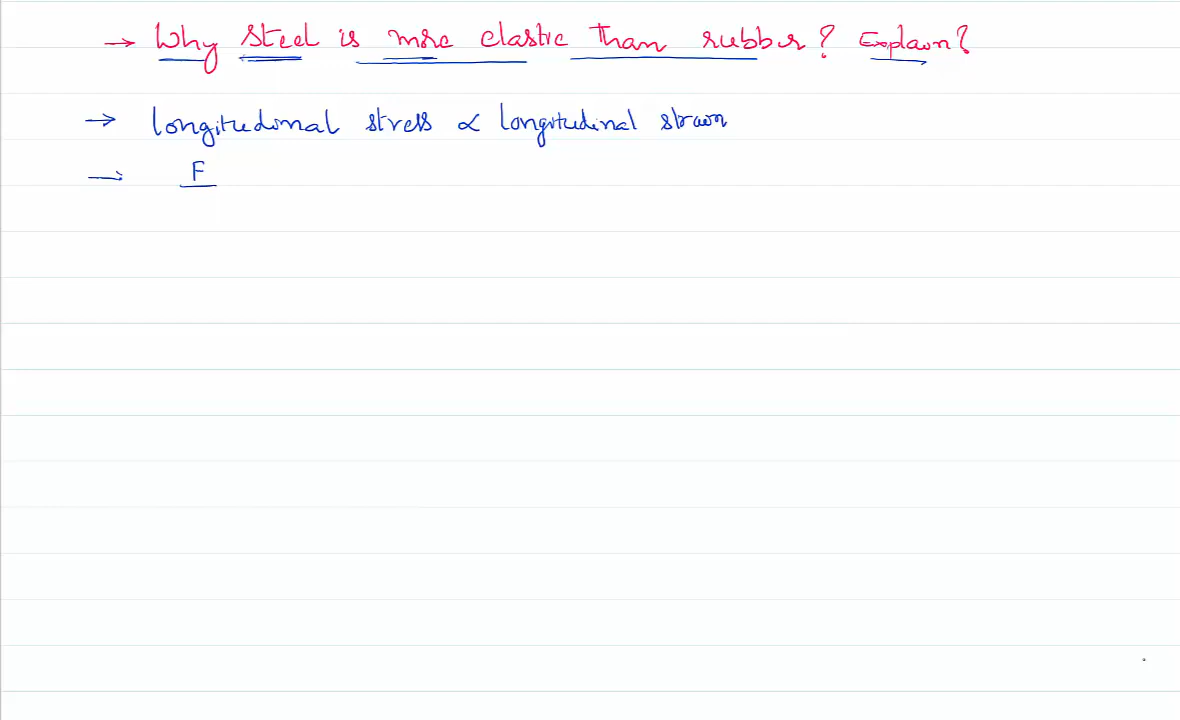 → Why steel is more elastic than rubber? Explain?
→ longitudinal stress ∝ longitudinal strain
→ F